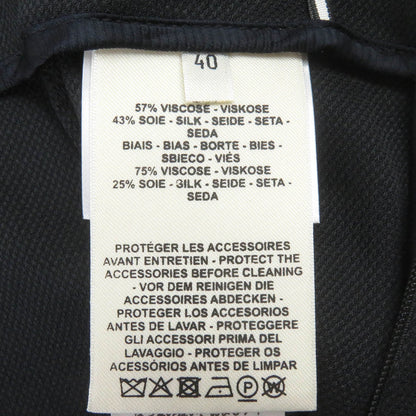 40
57% VISCOSE - VISKOSE
43% SOIE - SILK - SEIDE - SETA -
SEDA
BIAIS - BIAS - BORTE - BIES -
SBIECO - VIÉS
75% VISCOSE - VISKOSE
25% SOIE - SILK - SEIDE - SETA -
SEDA
PROTÉGER LES ACCESSOIRES
AVANT ENTRETIEN - PROTECT THE
ACCESSORIES BEFORE CLEANING
- VOR DEM REINIGEN DIE
ACCESSOIRES ABDECKEN -
PROTEGER LOS ACCESORIOS
ANTES DE LAVAR - PROTEGGERE
GLI ACCESSORI PRIMA DEL
LAVAGGIO - PROTEGER OS
ACESSÓRIOS ANTES DE LIMPAR
P W